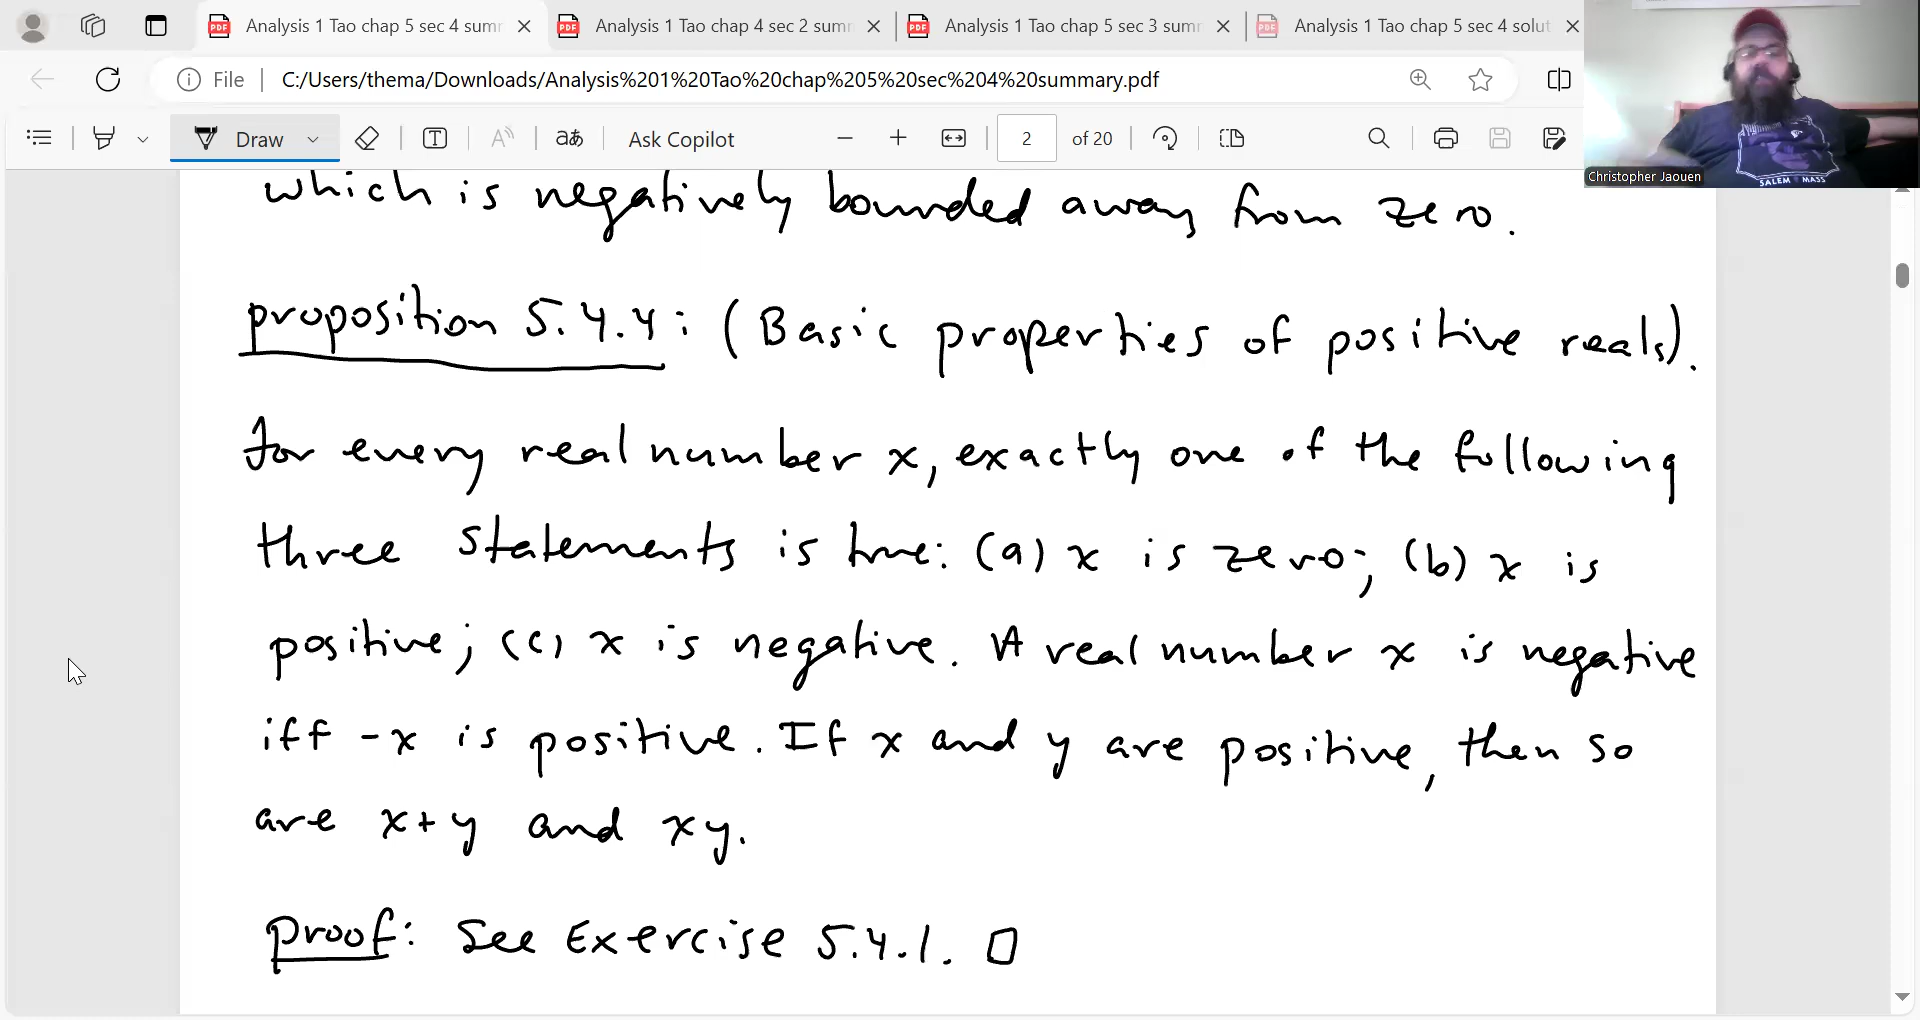 Analysis 1 Tao chap 5 sec 4 sumr
Analysis 1 Tao chap 4 sec 2 sumn
Analysis 1 Tao chap 5 sec 3 sumr
Analysis 1 Tao chap 5 sec 4 solut
File
C:/Users/thema/Downloads/Analysis%201%20Tao%20chap%205%20sec%204%20summary.pdf
Draw
Ask Copilot
2 of 20
Christopher Jaouen
SALEM MASS
which is negatively bounded away from zero.
proposition 5.4.4: (Basic properties of positive reals).
for every real number x, exactly one of the following
three statements is true: (a) x is zero; (b) x is
positive; (c) x is negative. A real number x is negative
iff -x is positive. If x and y are positive, then so
are x+y and xy.
proof: See Exercise 5.4.1. □